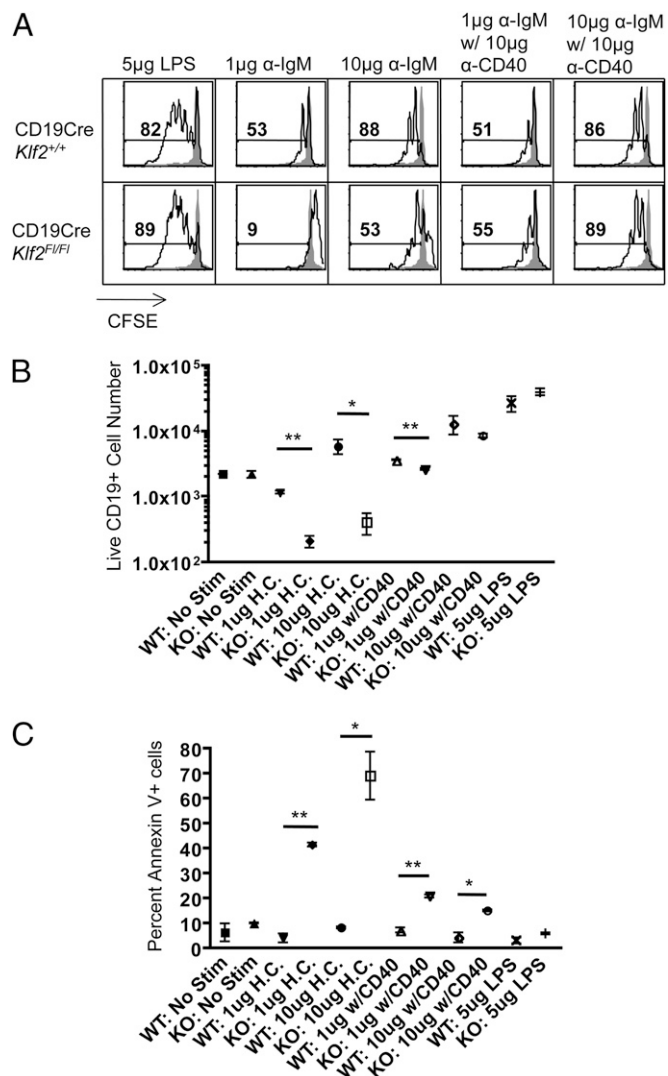 A
5µg LPS
1µg α-IgM
10µg α-IgM
1µg α-IgM
w/ 10µg
α-CD40
10µg α-IgM
w/ 10µg
α-CD40
CD19Cre
Klf2+/+
82
53
88
51
86
CD19Cre
Klf2Fl/Fl
89
9
53
55
89
CFSE
B
Live CD19+ Cell Number
1.0x10⁵
1.0x10⁴
1.0x10³
1.0x10²
**
*
**
WT: No Stim
KO: No Stim
WT: 1ug H.C.
KO: 1ug H.C.
WT: 10ug H.C.
KO: 10ug H.C.
WT: 1ug w/CD40
KO: 1ug w/CD40
WT: 10ug w/CD40
KO: 10ug w/CD40
WT: 5ug LPS
KO: 5ug LPS
C
Percent Annexin V+ cells
80
70
60
50
40
30
20
10
0
**
*
**
*
WT: No Stim
KO: No Stim
WT: 1ug H.C.
KO: 1ug H.C.
WT: 10ug H.C.
KO: 10ug H.C.
WT: 1ug w/CD40
KO: 1ug w/CD40
WT: 10ug w/CD40
KO: 10ug w/CD40
WT: 5ug LPS
KO: 5ug LPS